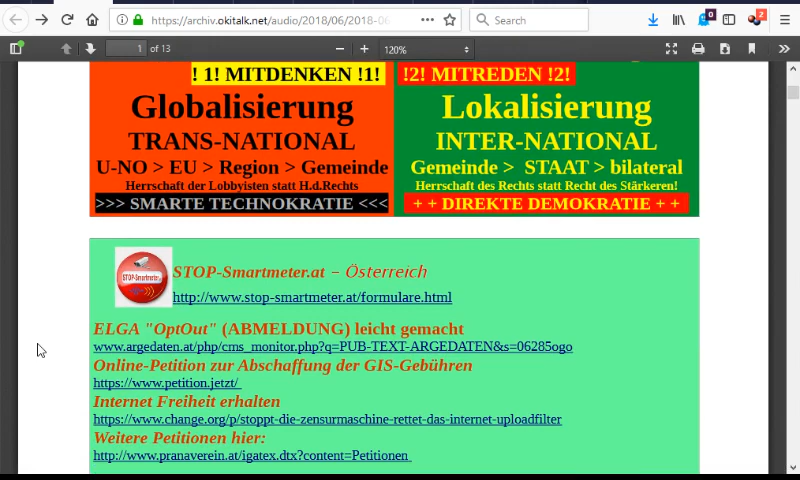 https://archiv.okitalk.net/audio/2018/06/2018-06
Search
0
2
1
of 13
120%
! 1! MITDENKEN !1!
!2! MITREDEN !2!
Globalisierung
Lokalisierung
TRANS-NATIONAL
INTER-NATIONAL
U-NO > EU > Region > Gemeinde
Gemeinde > STAAT > bilateral
Herrschaft der Lobbyisten statt H.d.Rechts
Herrschaft des Rechts statt Recht des Stärkeren!
>>> SMARTE TECHNOKRATIE <<<
+ + DIREKTE DEMOKRATIE + +
STOP-Smartmeter.at
STOP-Smartmeter.at – Österreich
http://www.stop-smartmeter.at/formulare.html
ELGA "OptOut" (ABMELDUNG) leicht gemacht
www.argedaten.at/php/cms_monitor.php?q=PUB-TEXT-ARGEDATEN&s=06285ogo
Online-Petition zur Abschaffung der GIS-Gebühren
https://www.petition.jetzt/
Internet Freiheit erhalten
https://www.change.org/p/stoppt-die-zensurmaschine-rettet-das-internet-uploadfilter
Weitere Petitionen hier:
http://www.pranaverein.at/igatex.dtx?content=Petitionen